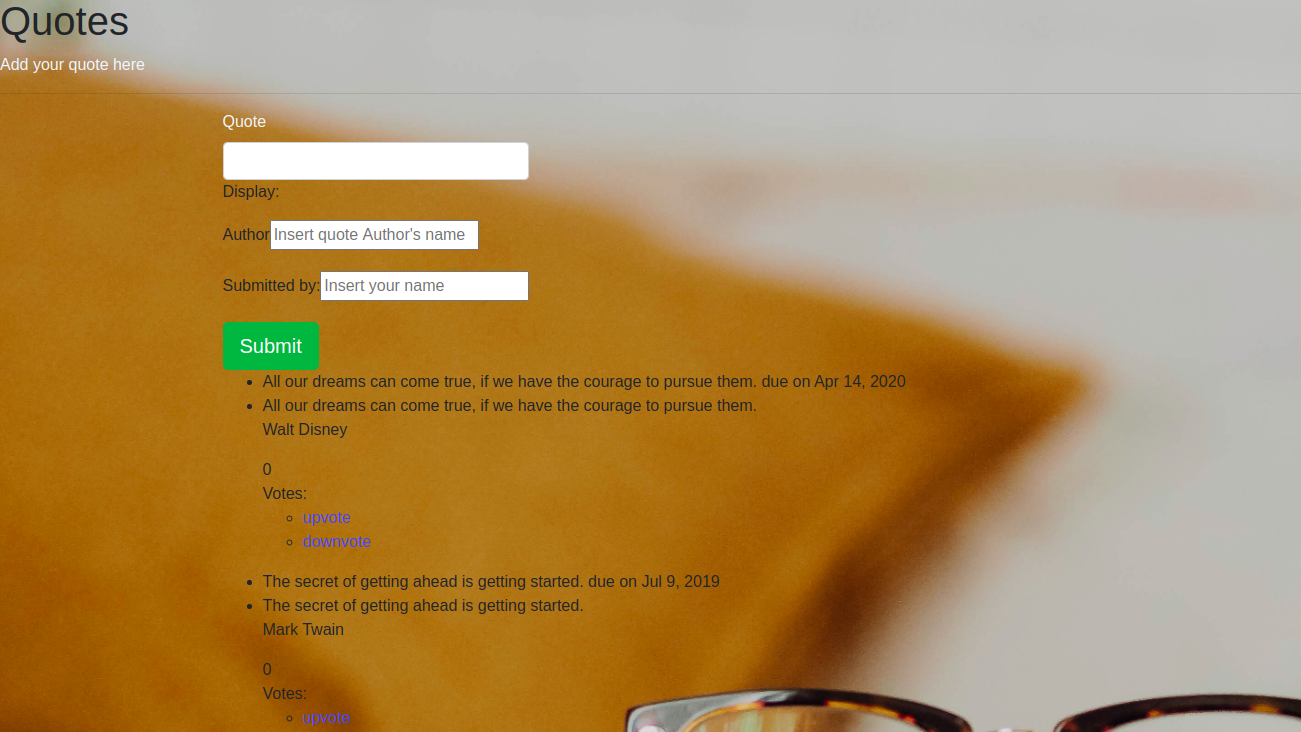 Quotes
Add your quote here
Quote
Display:
Author Insert quote Author's name
Submitted by: Insert your name
Submit
All our dreams can come true, if we have the courage to pursue them. due on Apr 14, 2020
All our dreams can come true, if we have the courage to pursue them.
Walt Disney
0
Votes:
upvote
downvote
The secret of getting ahead is getting started. due on Jul 9, 2019
The secret of getting ahead is getting started.
Mark Twain
0
Votes:
upvote